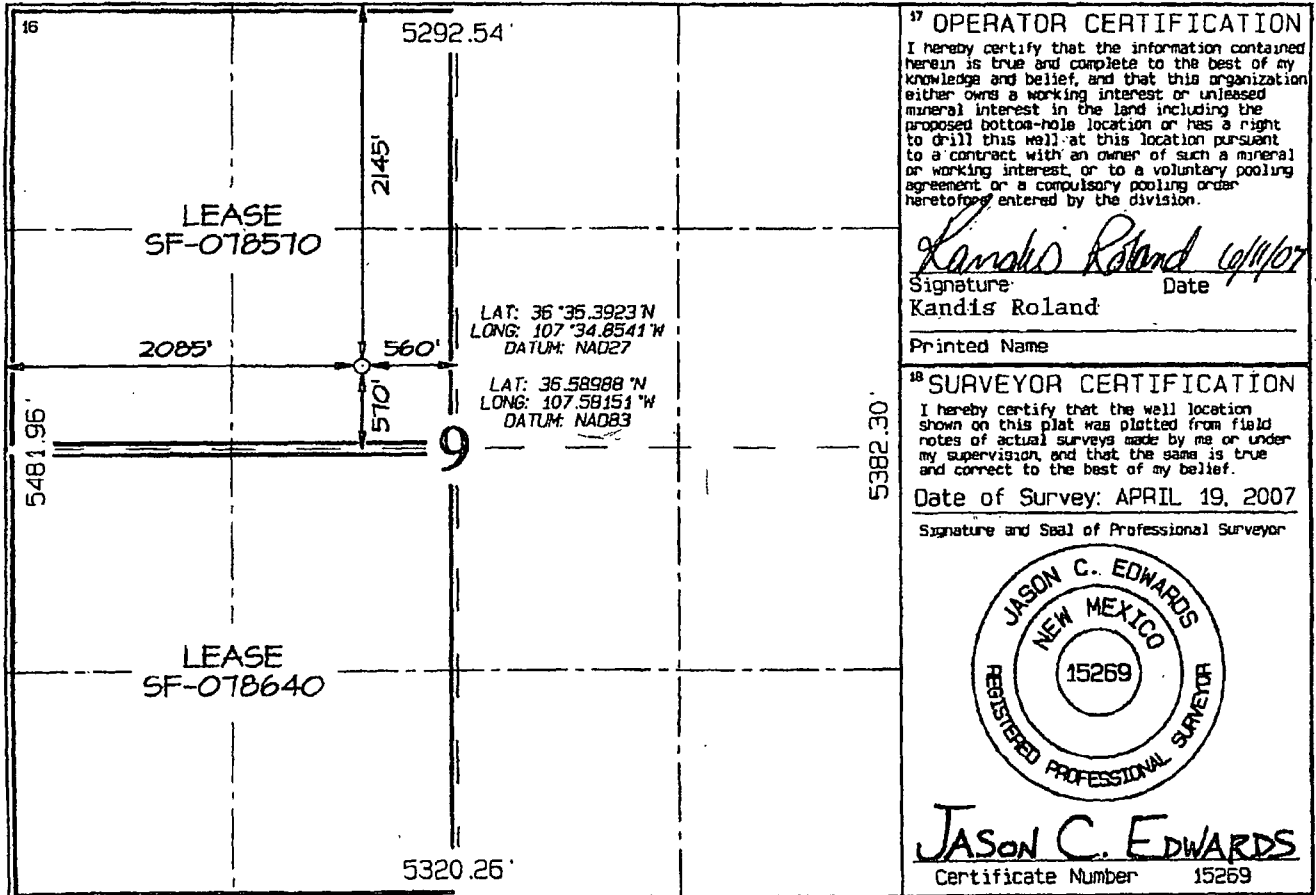 16
5292.54'
2145'
LEASE
SF-078570
LAT: 36°35.3923'N
LONG: 107°34.8541'W
DATUM: NAD27
2085'
560'
LAT: 36.58988°N
LONG: 107.58151°W
DATUM: NAD83
570'
5481.96'
9
5382.30'
LEASE
SF-078640
5320.26'
17 OPERATOR CERTIFICATION
I hereby certify that the information contained
herein is true and complete to the best of my
knowledge and belief, and that this organization
either owns a working interest or unleased
mineral interest in the land including the
proposed bottom-hole location or has a right
to drill this well at this location pursuant
to a contract with an owner of such a mineral
or working interest, or to a voluntary pooling
agreement or a compulsory pooling order
heretofore entered by the division.
Kandis Roland 6/11/07
Signature Date
Kandis Roland
Printed Name
18 SURVEYOR CERTIFICATION
I hereby certify that the well location
shown on this plat was plotted from field
notes of actual surveys made by me or under
my supervision, and that the same is true
and correct to the best of my belief.
Date of Survey: APRIL 19, 2007
Signature and Seal of Professional Surveyor
JASON C. EDWARDS
NEW MEXICO
15269
REGISTERED PROFESSIONAL SURVEYOR
JASON C. EDWARDS
Certificate Number 15269